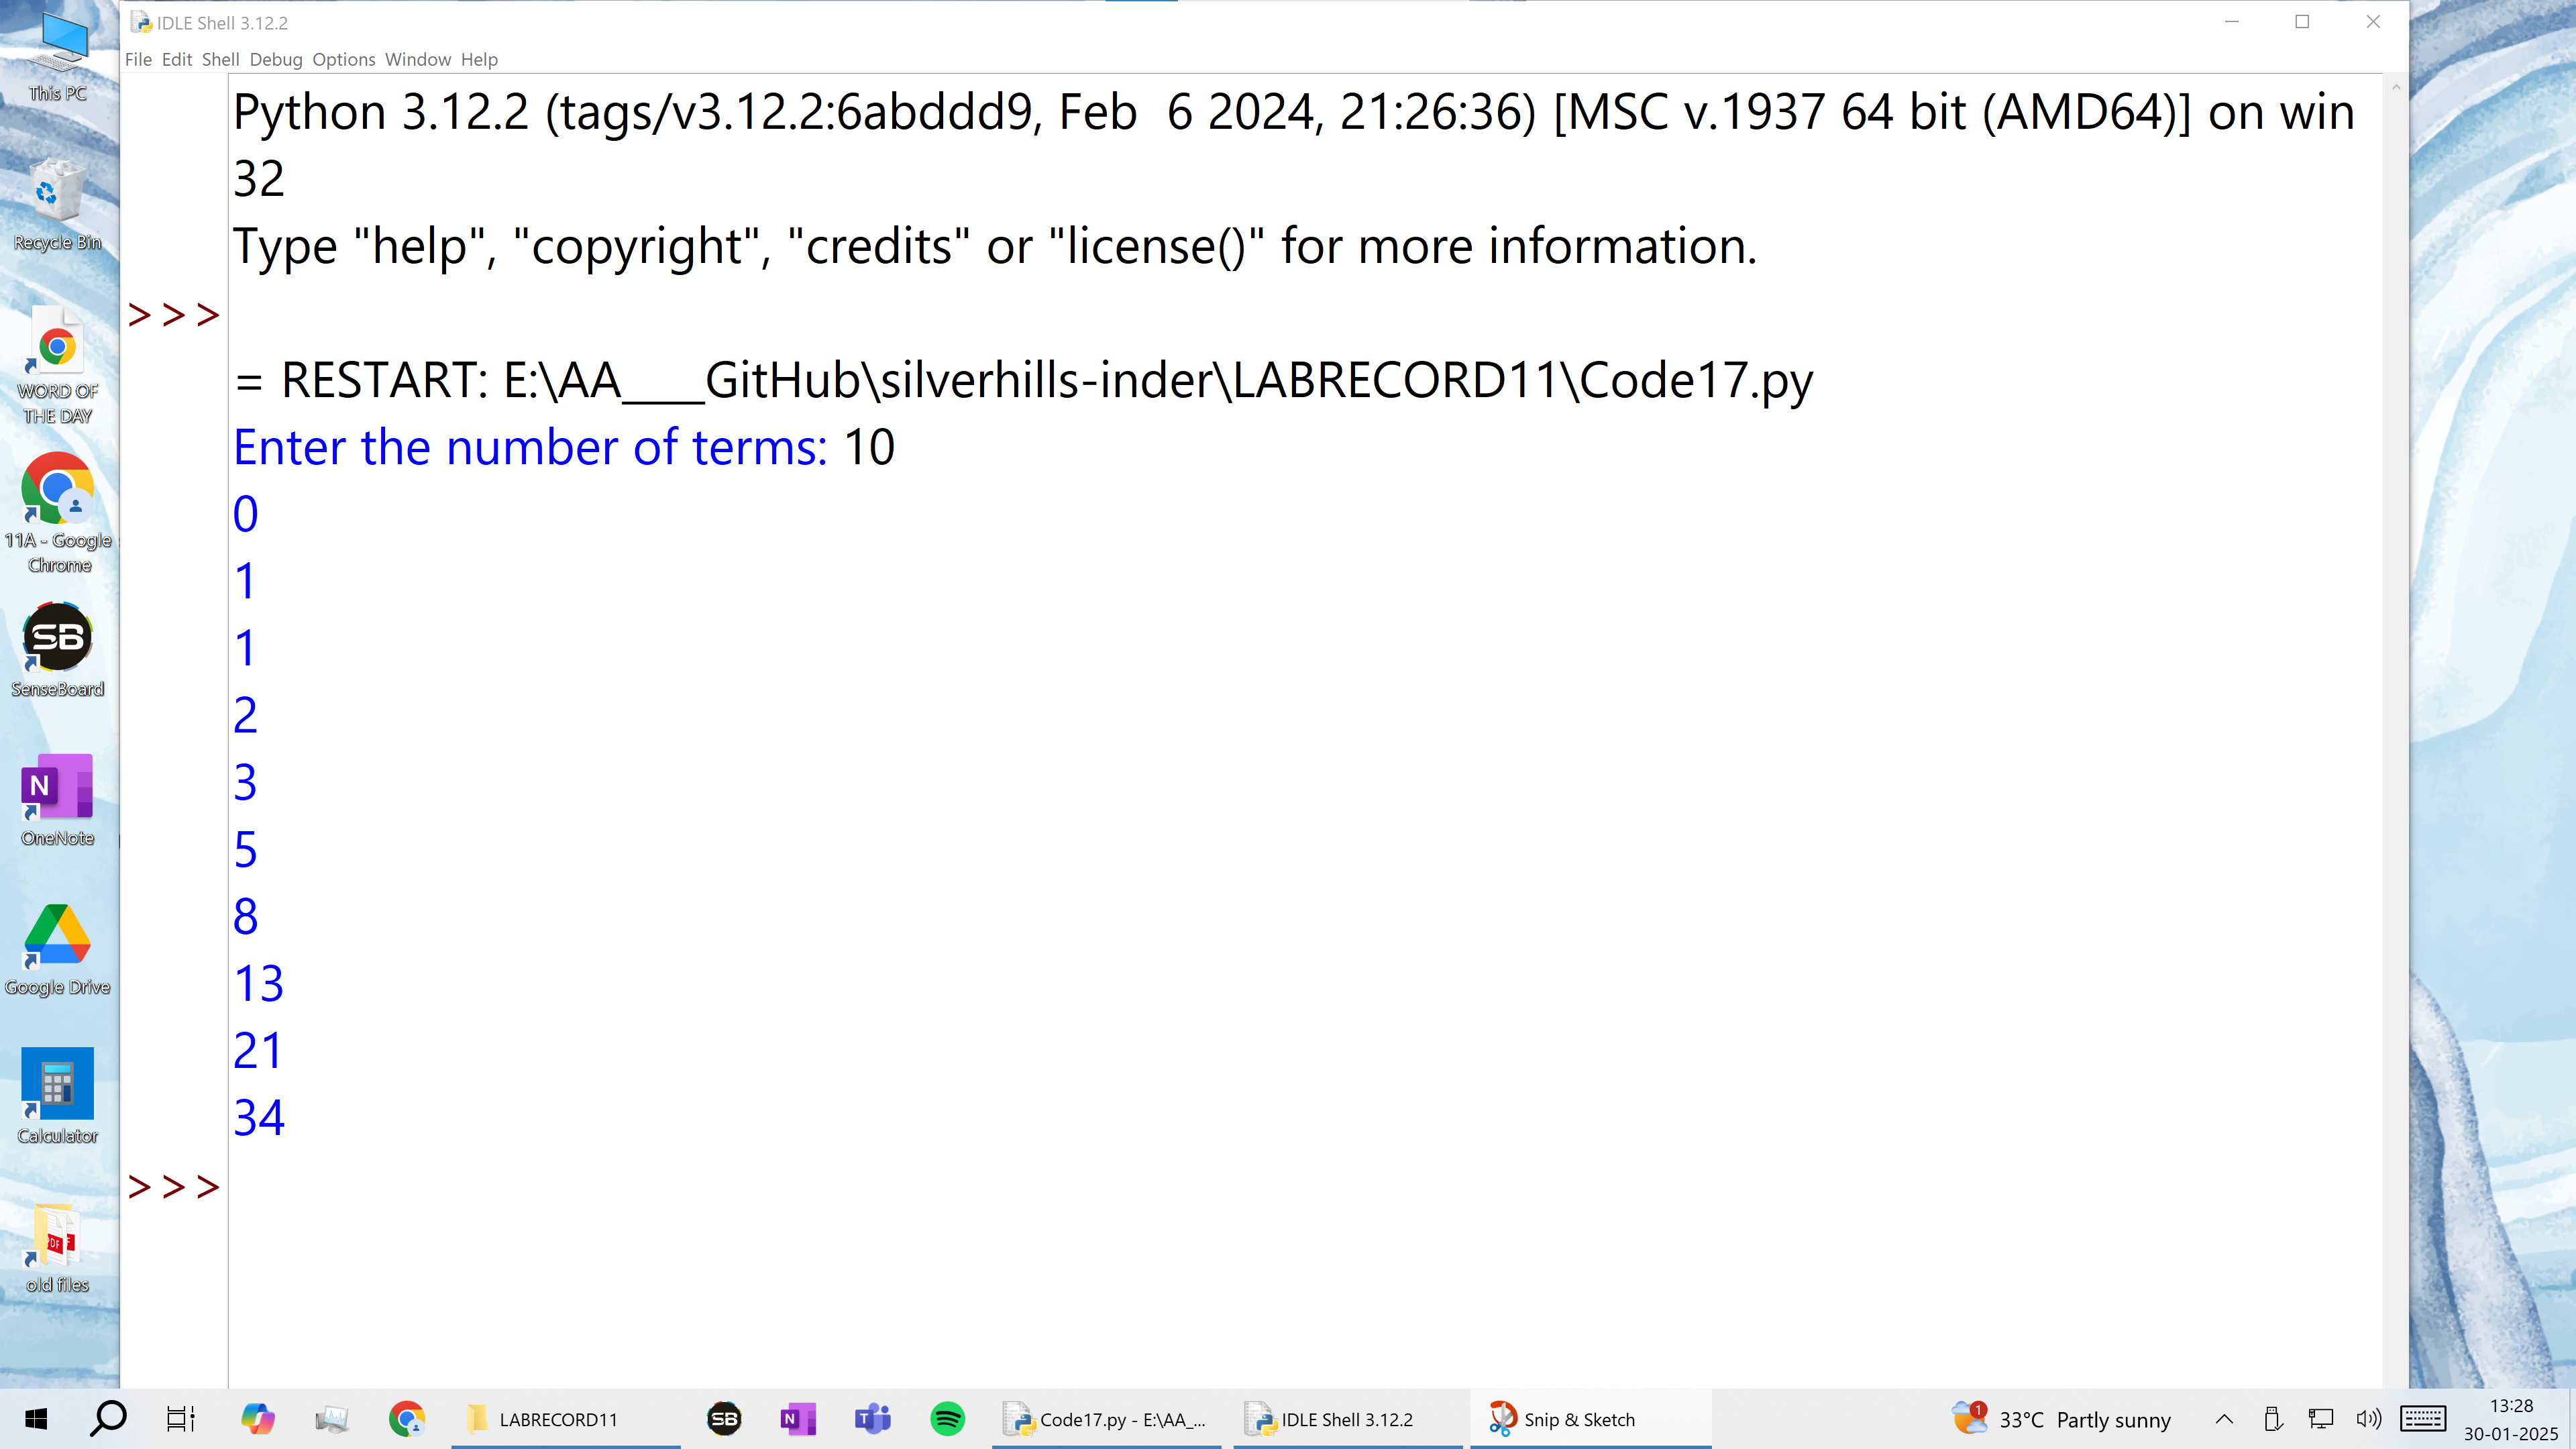 IDLE Shell 3.12.2
File Edit Shell Debug Options Window Help
Python 3.12.2 (tags/v3.12.2:6abddd9, Feb  6 2024, 21:26:36) [MSC v.1937 64 bit (AMD64)] on win
32
Type "help", "copyright", "credits" or "license()" for more information.
>>>
= RESTART: E:\AA____GitHub\silverhills-inder\LABRECORD11\Code17.py
Enter the number of terms: 10
0
1
1
2
3
5
8
13
21
34
>>>
This PC
Recycle Bin
WORD OF
THE DAY
11A - Google
Chrome
SB
SenseBoard
N
OneNote
Google Drive
Calculator
PDF
old files
LABRECORD11
SB
N
T
Code17.py - E:\AA_...
IDLE Shell 3.12.2
Snip & Sketch
1
33°C Partly sunny
13:28
30-01-2025